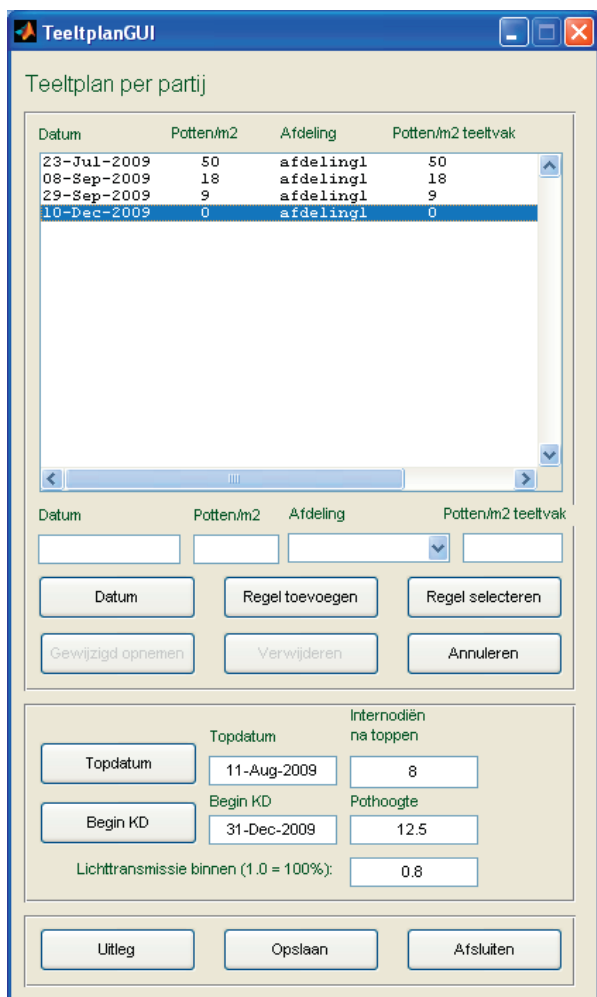 TeeltplanGUI
Teeltplan per partij
Datum Potten/m2 Afdeling Potten/m2 teeltvak
23-Jul-2009 50 afdeling1 50
08-Sep-2009 18 afdeling1 18
29-Sep-2009 9 afdeling1 9
10-Dec-2009 0 afdeling1 0
Datum Potten/m2 Afdeling Potten/m2 teeltvak
Datum Regel toevoegen Regel selecteren
Gewijzigd opnemen Verwijderen Annuleren
Internodiën
Topdatum na toppen
Topdatum 11-Aug-2009 8
Begin KD Pothoogte
Begin KD 31-Dec-2009 12.5
Lichttransmissie binnen (1.0 = 100%): 0.8
Uitleg Opslaan Afsluiten